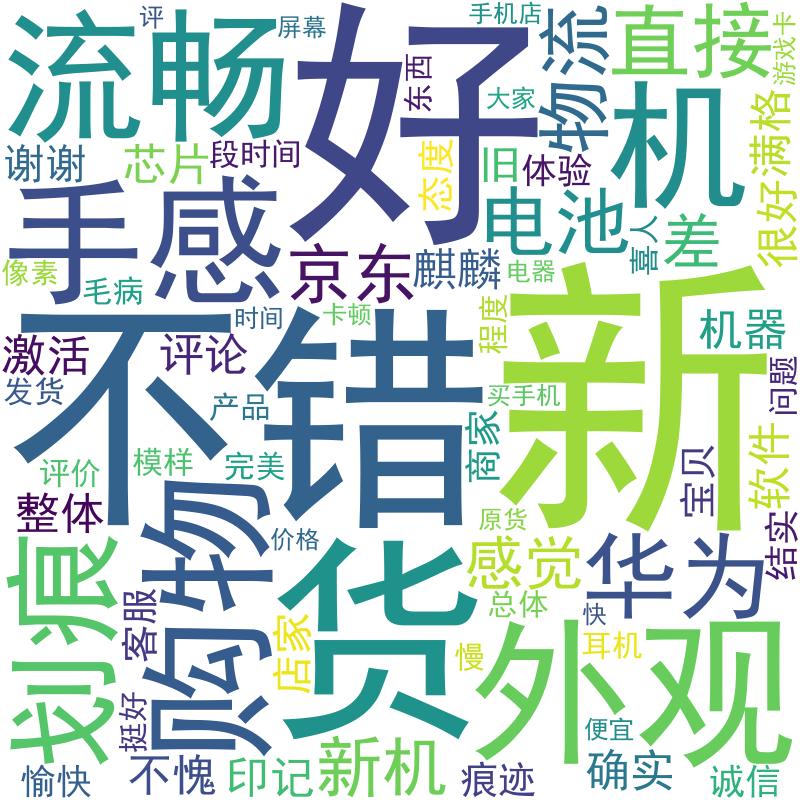 评
手机店
流畅
好
屏幕
物流
直接
游戏卡
东西
大家
机
满格
谢谢
芯片
段时间
态度
旧
体验
手感
电池
喜人
差
很好
像素
毛病
京东
麒麟
电器
时间
卡顿
程度
不错
新
机器
激活
评论
问题
发货
产品
买手机
商家
评价
模样
完美
宝贝
软件
整体
购物
价格
原货
结实
划痕
货
感觉
华为
客服
总体
快
店家
外观
慢
耳机
挺好
便宜
愉快
不愧
印记
新机
痕迹
确实
诚信